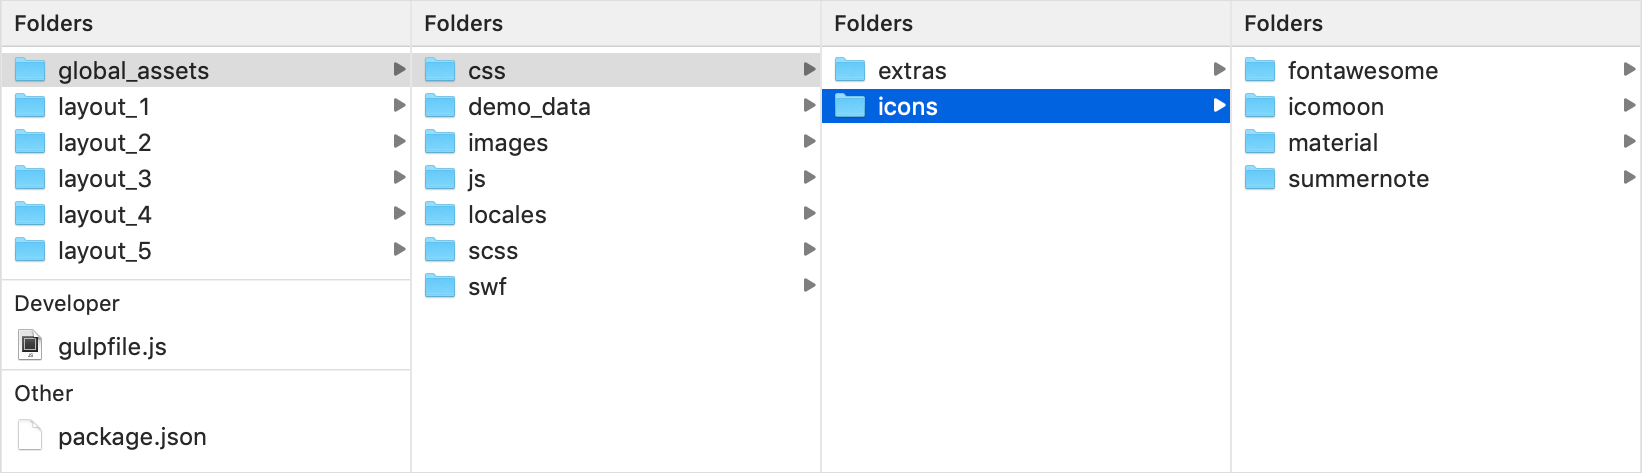 Folders
global_assets
layout_1
layout_2
layout_3
layout_4
layout_5
Developer
gulpfile.js
Other
package.json
Folders
css
demo_data
images
js
locales
scss
swf
Folders
extras
icons
Folders
fontawesome
icomoon
material
summernote